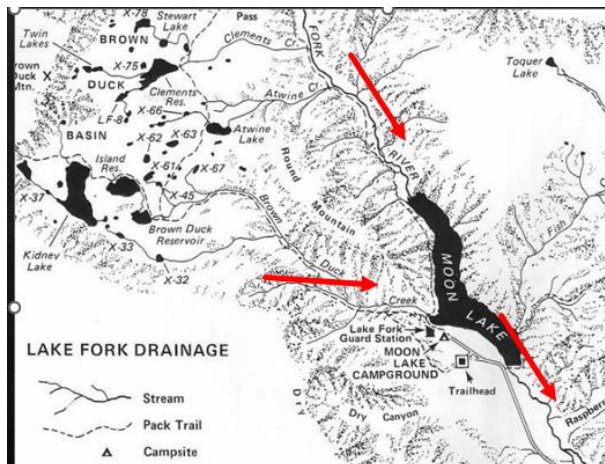 X-78
Stewart
Lake
Pass
FORK
RIVER
Twin
Lakes
BROWN
Clements Cr.
Toquer
Lake
rown
Duck
Mtn.
X
X-75
DUCK
Clements
Res.
Atwine Cr
LF-8
X-66
X-62
X-63
Atwine
Lake
BASIN
Island
Res.
X-61
X-67
Round
Mountain
X-37
X-45
Brown
Duck
Creek
Fish
Kidney
Lake
X-33
Brown Duck
Reservoir
X-32
MOON
LAKE
LAKE FORK DRAINAGE
Lake Fork
Guard Station
MOON
LAKE
CAMPGROUND
Trailhead
Stream
Pack Trail
Campsite
Dry
Dry Canyon
Raspbe